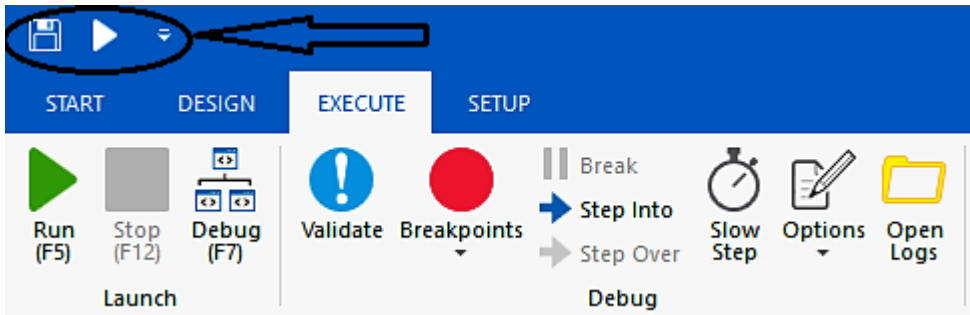 START DESIGN EXECUTE SETUP
Run
(F5)
Stop
(F12)
Debug
(F7)
Launch
Validate
Breakpoints
Break
Step Into
Step Over
Slow
Step
Options
Open
Logs
Debug